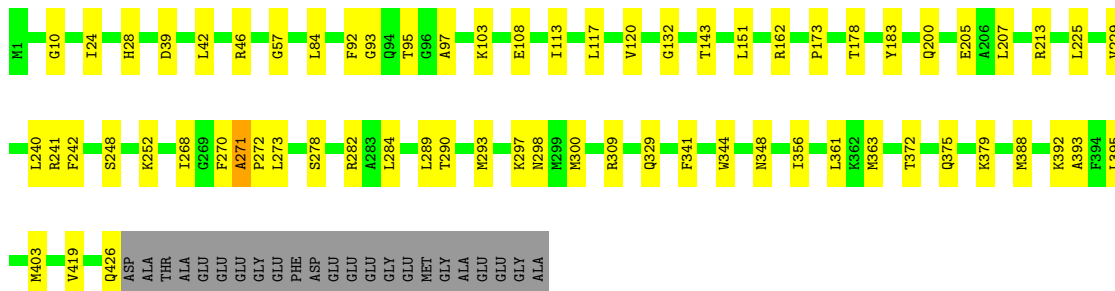 M1 G10 I24 H28 D39 L42 R46 G57 L84 F92 G93 Q94 T95 G96 A97 K103 E108 I113 L117 V120 G132 T143 L151 R162 P173 T178 Y183 Q200 E205 A206 L207 R213 L225
L240 R241 F242 S248 K252 I268 G269 F270 A271 P272 L273 S278 R282 A283 L284 L289 T290 M293 K297 N298 M299 M300 R309 Q329 F341 W344 N348 I356 L361 K362 M363 T372 Q375 K379 M388 K392 A393 F394
M403 V419 Q426 ASP ALA THR ALA GLU GLU GLU GLY GLU PHE ASP GLU GLU GLU GLY GLU MET GLY ALA GLU GLU GLY ALA